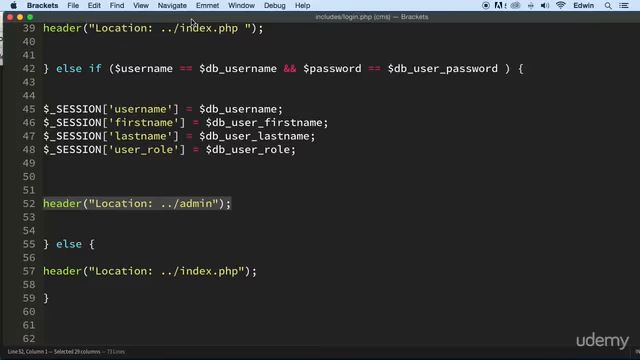 Brackets File Edit Find View Navigate Emmet Window Debug Help Edwin
includes/login.php (cms) — Brackets
39 header("Location: ../index.php ");
40
41
42 } else if ($username == $db_username && $password == $db_user_password ) {
43
44
45 $_SESSION['username'] = $db_username;
46 $_SESSION['firstname'] = $db_user_firstname;
47 $_SESSION['lastname'] = $db_user_lastname;
48 $_SESSION['user_role'] = $db_user_role;
49
50
51
52 header("Location: ../admin");
53
54
55 } else {
56
57 header("Location: ../index.php");
58
59 }
60
61
62
Line 52, Column 1 — Selected 29 columns — 73 Lines
udemy